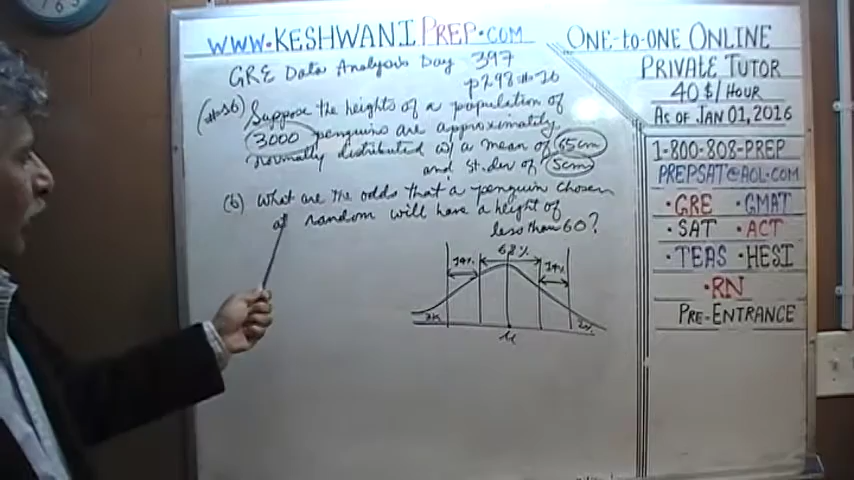 WWW.KESHWANIPREP.COM
GRE Data Analysis Day 397
p298 #16
(#16) Suppose the heights of a population of
3000 penguins are approximately
normally distributed w/ a mean of 65cm
and st.dev of 5cm
(b) What are the odds that a penguin chosen
at random will have a height of
less than 60?
68%
14% 14%
2% 2%
μ
ONE-to-ONE ONLINE
PRIVATE TUTOR
40 $/HOUR
AS OF JAN 01, 2016
1-800-808-PREP
PREPSAT@AOL.COM
• GRE • GMAT
• SAT • ACT
• TEAS • HESI
• RN
PRE-ENTRANCE